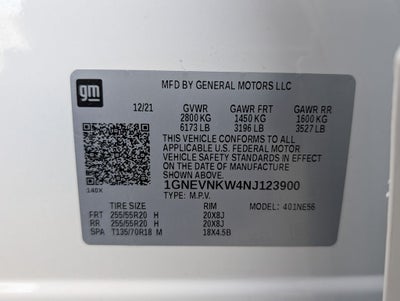 gm
MFD BY GENERAL MOTORS LLC
12/21 GVWR GAWR FRT GAWR RR
2800 KG 1450 KG 1600 KG
6173 LB 3196 LB 3527 LB
THIS VEHICLE CONFORMS TO ALL
APPLICABLE U.S. FEDERAL MOTOR
VEHICLE SAFETY STANDARDS IN EFFECT
ON THE DATE OF MANUFACTURE SHOWN ABOVE.
1GNEVNKW4NJ123900
140X TYPE: M.P.V.
TIRE SIZE RIM MODEL: 401NE56
FRT 255/55R20 H 20X8J
RR 255/55R20 H 20X8J
SPA T135/70R18 M 18X4.5B